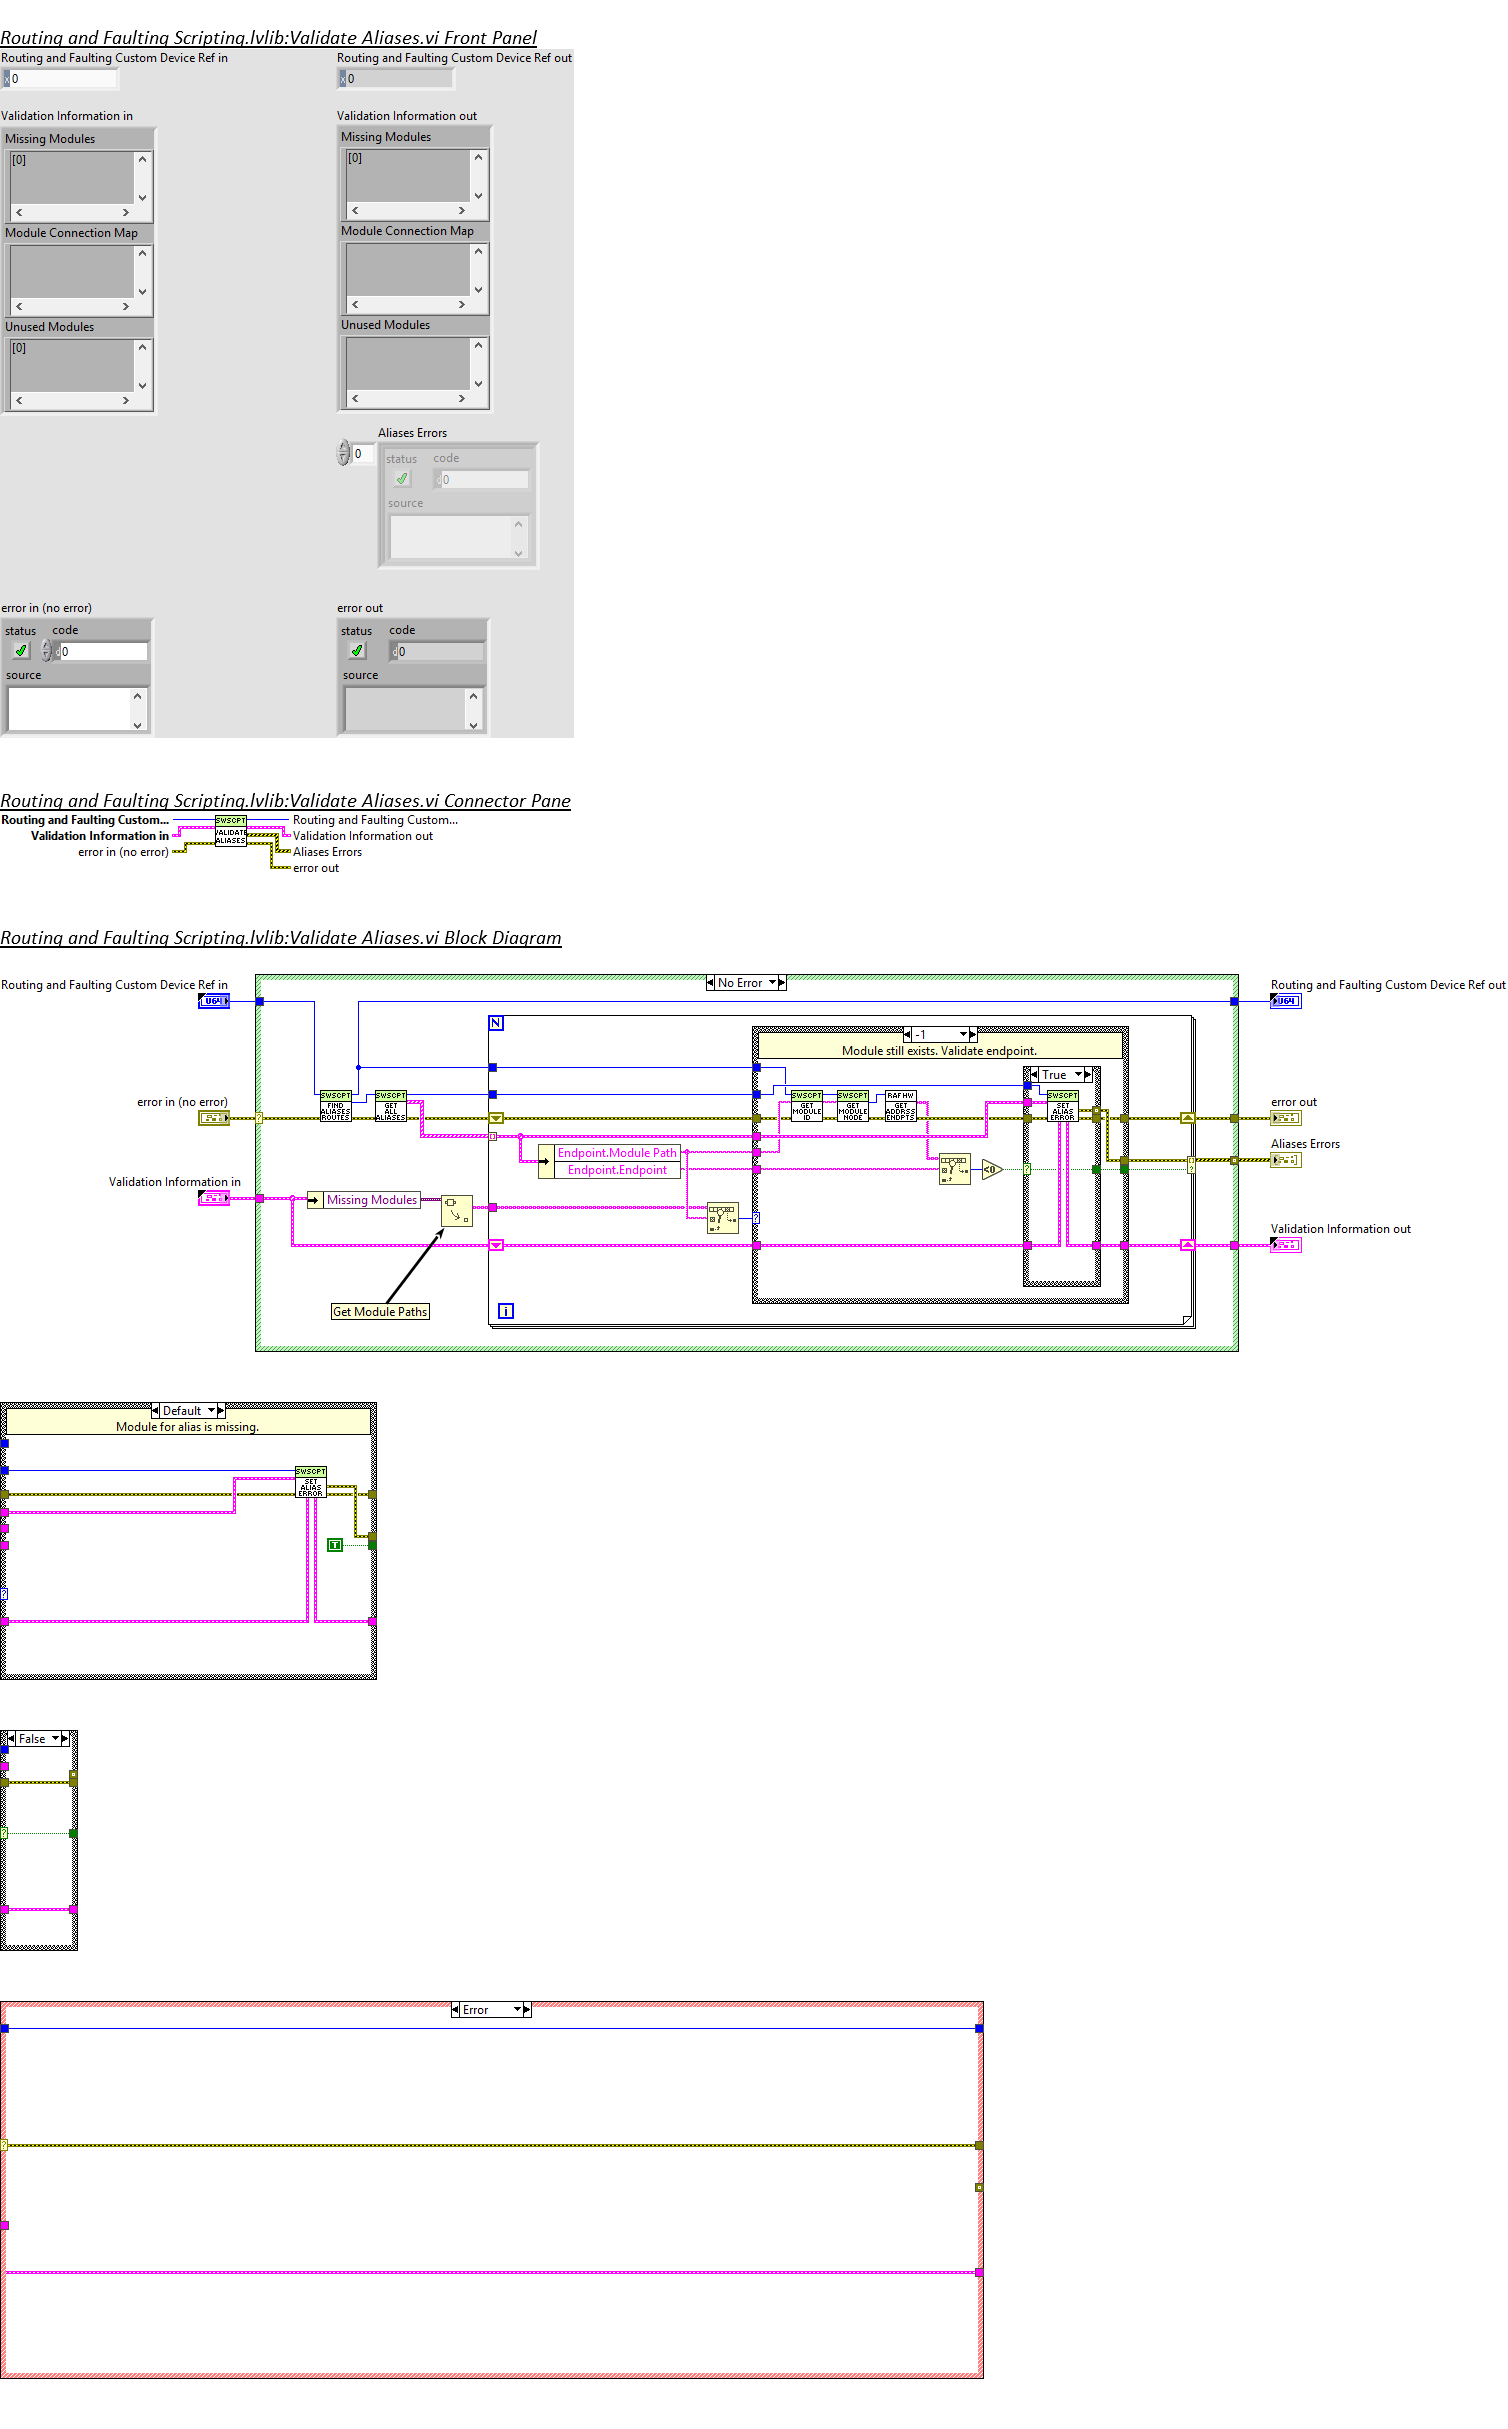 Routing and Faulting Scripting.lvlib:Validate Aliases.vi Front Panel
Routing and Faulting Custom Device Ref in
Routing and Faulting Custom Device Ref out
x 0
x 0
Validation Information in
Validation Information out
Missing Modules
Missing Modules
[0]
[0]
Module Connection Map
Module Connection Map
Unused Modules
Unused Modules
[0]
Aliases Errors
0
status code
d 0
source
error in (no error)
error out
status code
status code
d 0
d 0
source
source
Routing and Faulting Scripting.lvlib:Validate Aliases.vi Connector Pane
Routing and Faulting Custom...
SWSCPT
VALIDATE
ALIASES
Routing and Faulting Custom...
Validation Information in
Validation Information out
error in (no error)
Aliases Errors
error out
Routing and Faulting Scripting.lvlib:Validate Aliases.vi Block Diagram
Routing and Faulting Custom Device Ref in
U64
No Error
Routing and Faulting Custom Device Ref out
U64
N
-1
Module still exists. Validate endpoint.
True
error in (no error)
SWSCPT
FIND
ALIASES
ROUTES
SWSCPT
GET
ALL
ALIASES
SWSCPT
GET
MODULE
ID
SWSCPT
GET
MODULE
NODE
RAF HW
GET
ADDRSS
ENDPTS
SWSCPT
SET
ALIAS
ERROR
error out
Aliases Errors
Endpoint.Module Path
Endpoint.Endpoint
<0
?
Validation Information in
Missing Modules
Validation Information out
Get Module Paths
i
Default
Module for alias is missing.
SWSCPT
SET
ALIAS
ERROR
T
?
False
?
Error
?